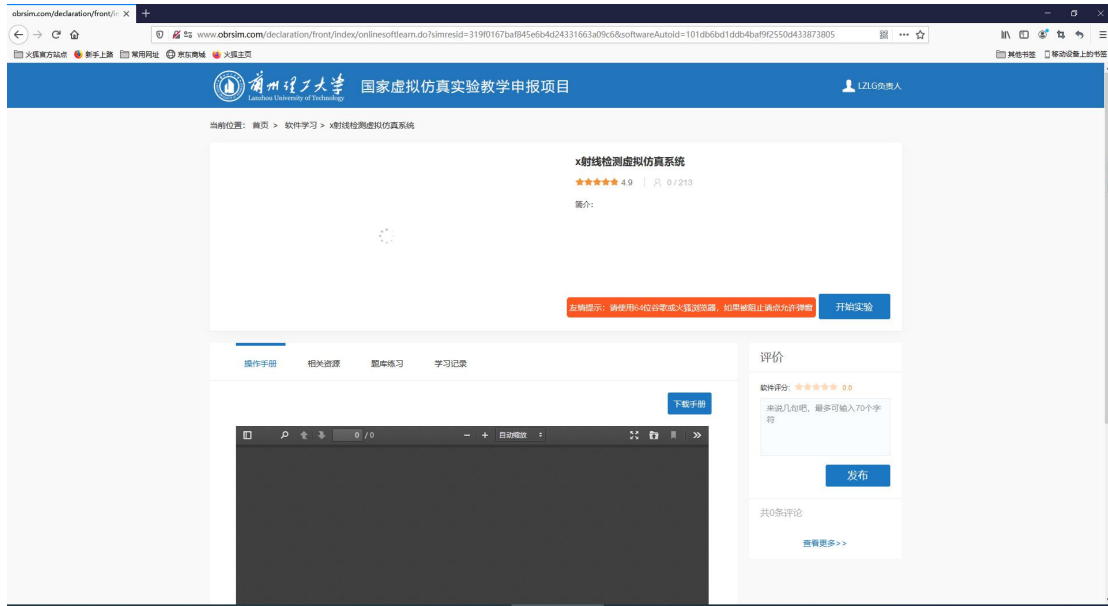 obrsim.com/declaration/front/in
www.obrsim.com/declaration/front/index/onlinesoftlearn.do?simresid=319f0167baf845e6b4d24331663a09c6&softwareAutoId=101db6bd1ddb4baf9f2550d433873805
火狐官方站点 新手上路 常用网址 京东商城 火狐主页 其他书签 移动设备上的书签
兰州理工大学
Lanzhou University of Technology
国家虚拟仿真实验教学申报项目
LZLG负责人
当前位置: 首页 > 软件学习 > x射线检测虚拟仿真系统
x射线检测虚拟仿真系统
4.9 0/213
简介:
友情提示：请使用64位谷歌或火狐浏览器，如果被阻止请点允许弹窗
开始实验
操作手册 相关资源 题库练习 学习记录
下载手册
0 /0 − + 自动缩放
评价
软件评分: 0.0
来说几句吧，最多可输入70个字
符
发布
共0条评论
查看更多>>